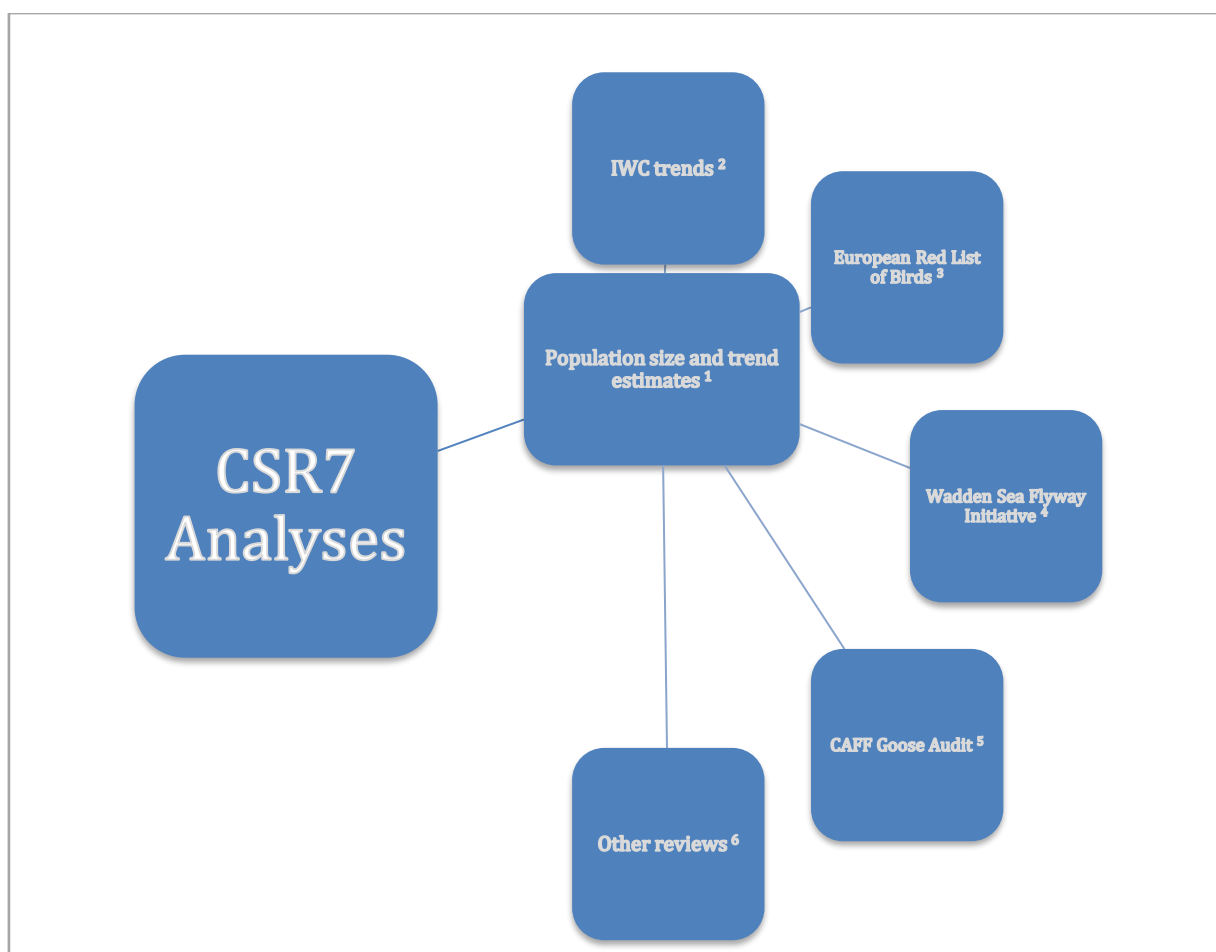 IWC trends ²
European Red List
of Birds ³
Population size and trend
estimates ¹
CSR7
Analyses
Wadden Sea Flyway
Initiative ⁴
CAFF Goose Audit ⁵
Other reviews ⁶